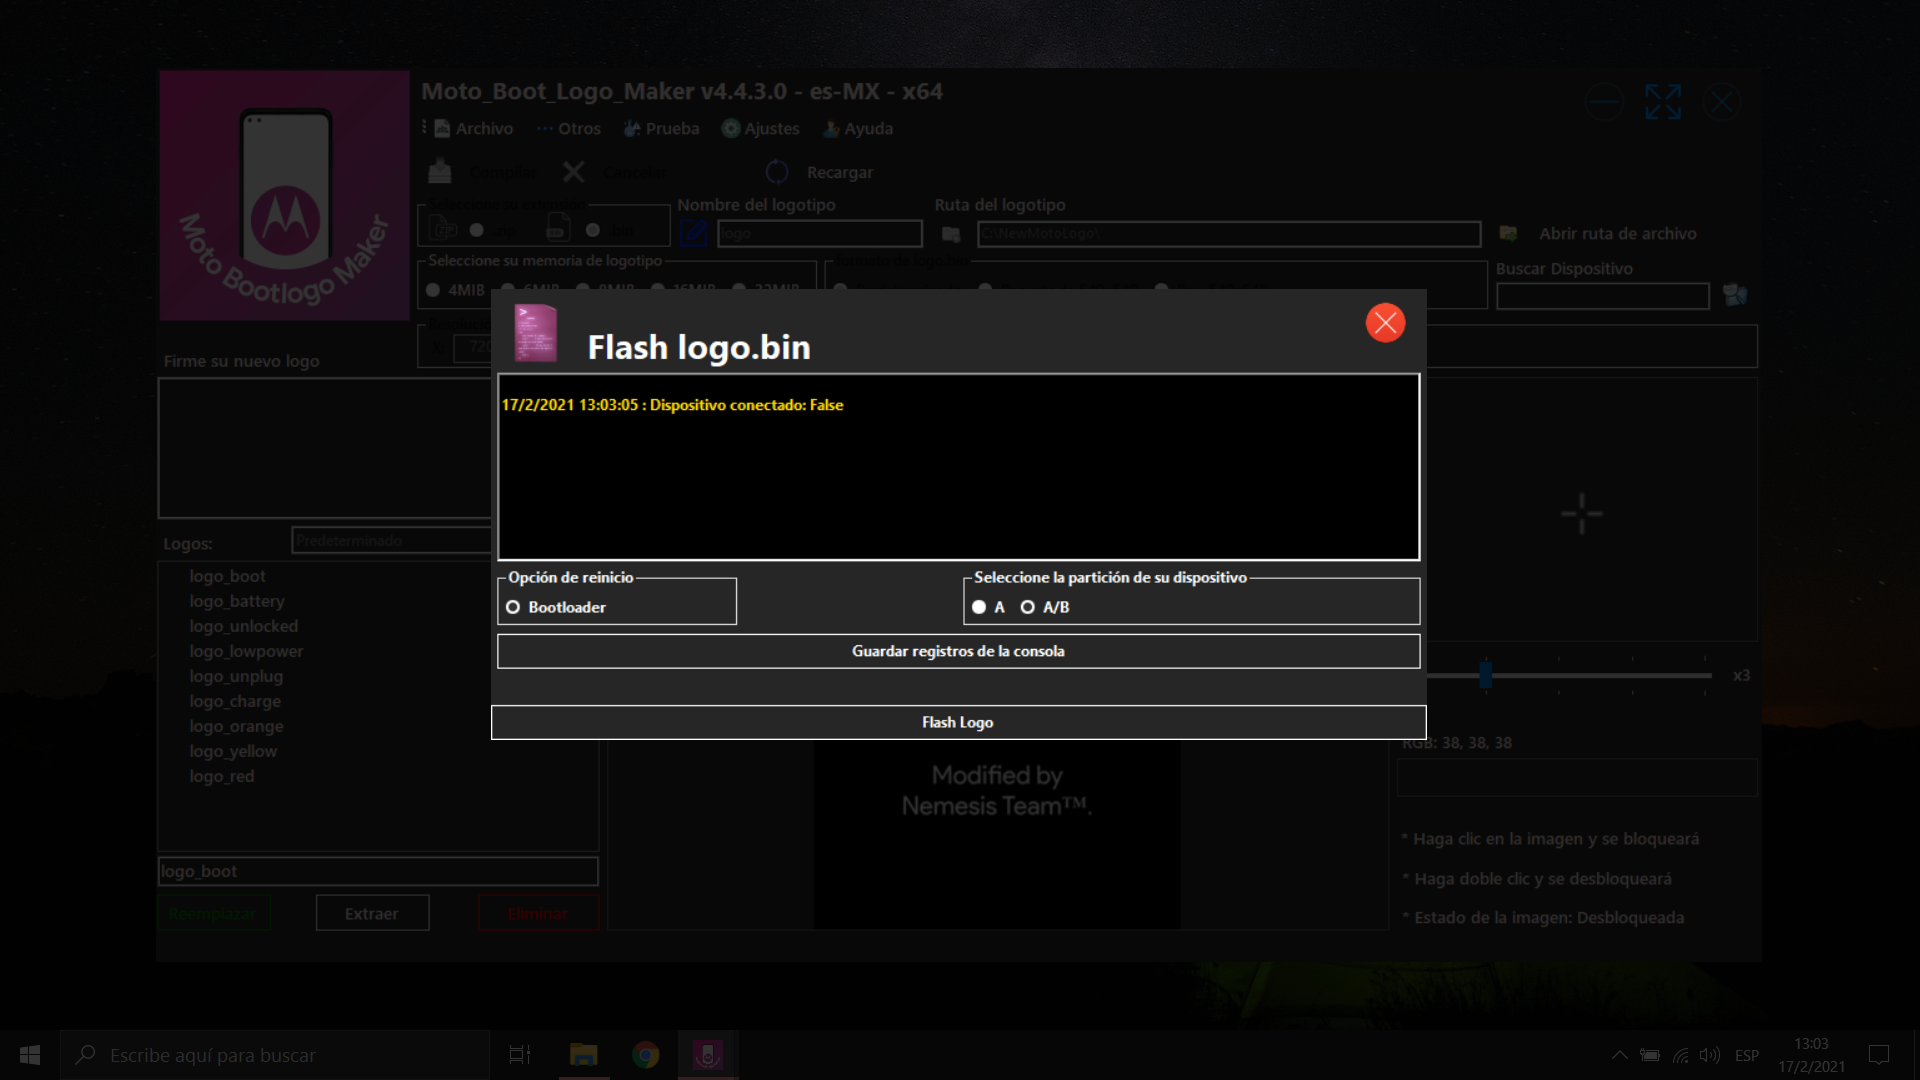 Moto_Boot_Logo_Maker v4.4.3.0 - es-MX - x64
Archivo
Otros
Prueba
Ajustes
Ayuda
Compilar
Cancelar
Recargar
Nombre del logotipo
Ruta del logotipo
logo
C:\NewMotoLogo\
Abrir ruta de archivo
Moto Bootlogo Maker
Seleccione su memoria de logotipo
Buscar Dispositivo
4MIB
6MIB
8MIB
16MIB
32MIB
720
Firme su nuevo logo
Flash logo.bin
17/2/2021 13:03:05 : Dispositivo conectado: False
Opción de reinicio
Bootloader
Seleccione la partición de su dispositivo
A
A/B
Guardar registros de la consola
Flash Logo
Logos:
Predeterminado
logo_boot
logo_battery
logo_unlocked
logo_lowpower
logo_unplug
logo_charge
logo_orange
logo_yellow
logo_red
x3
RGB: 38, 38, 38
Modified by
Nemesis Team™.
* Haga clic en la imagen y se bloqueará
* Haga doble clic y se desbloqueará
* Estado de la imagen: Desbloqueada
logo_boot
Reemplazar
Extraer
Eliminar
Escribe aquí para buscar
ESP
13:03
17/2/2021